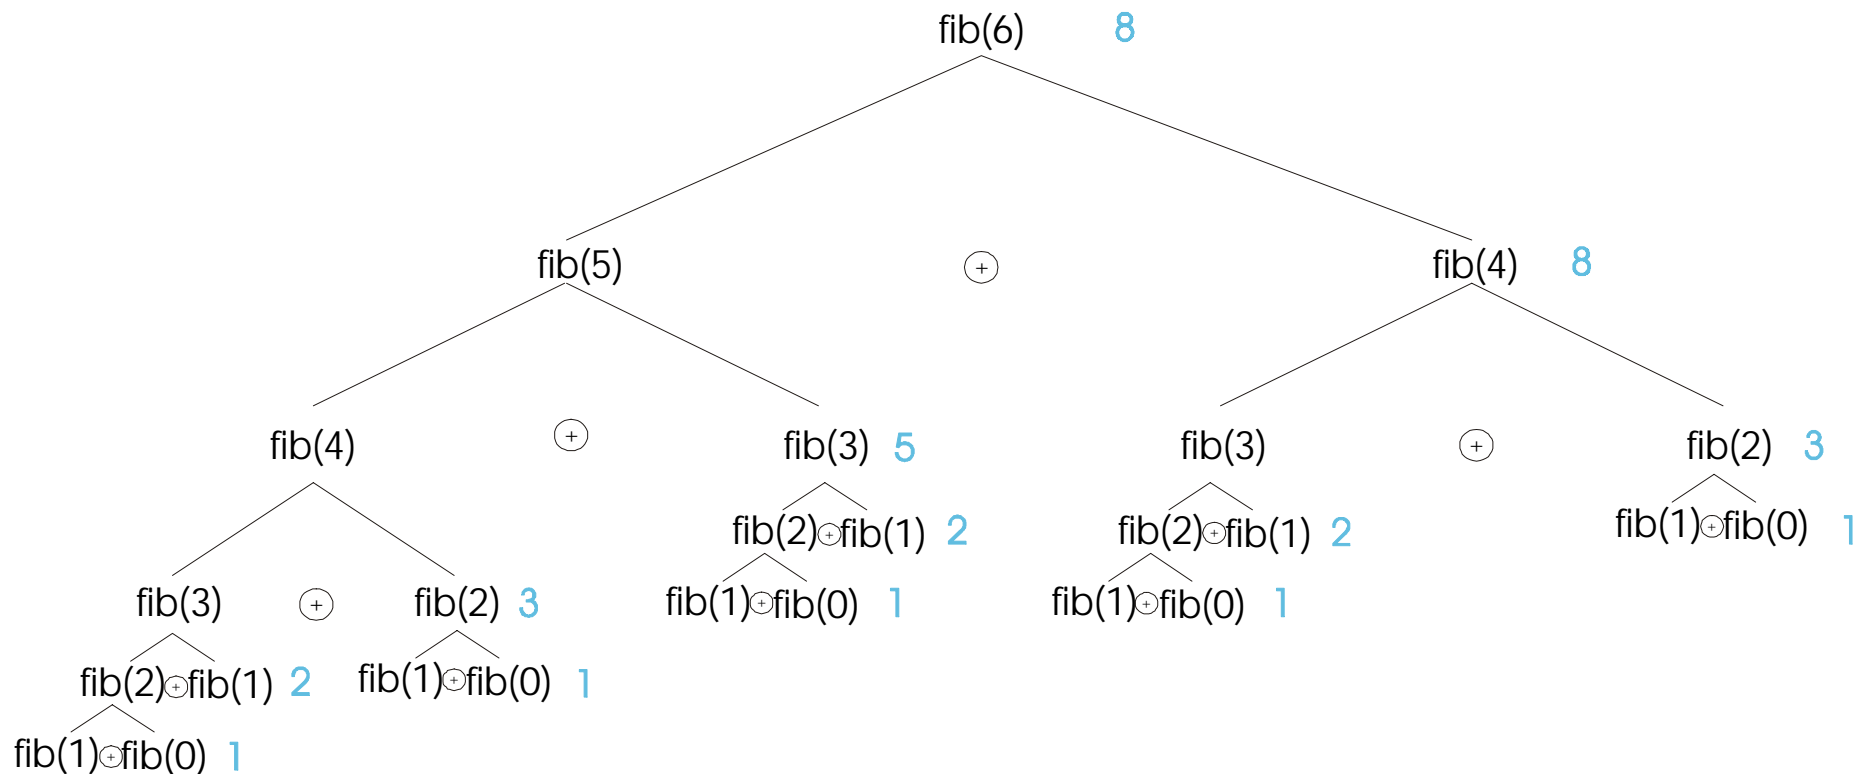 fib(6) 8
fib(5) + fib(4) 8
fib(4) + fib(3) 5 fib(3) + fib(2) 3
fib(2)+fib(1) 2 fib(2)+fib(1) 2 fib(1)+fib(0) 1
fib(3) + fib(2) 3 fib(1)+fib(0) 1 fib(1)+fib(0) 1
fib(2)+fib(1) 2 fib(1)+fib(0) 1
fib(1)+fib(0) 1